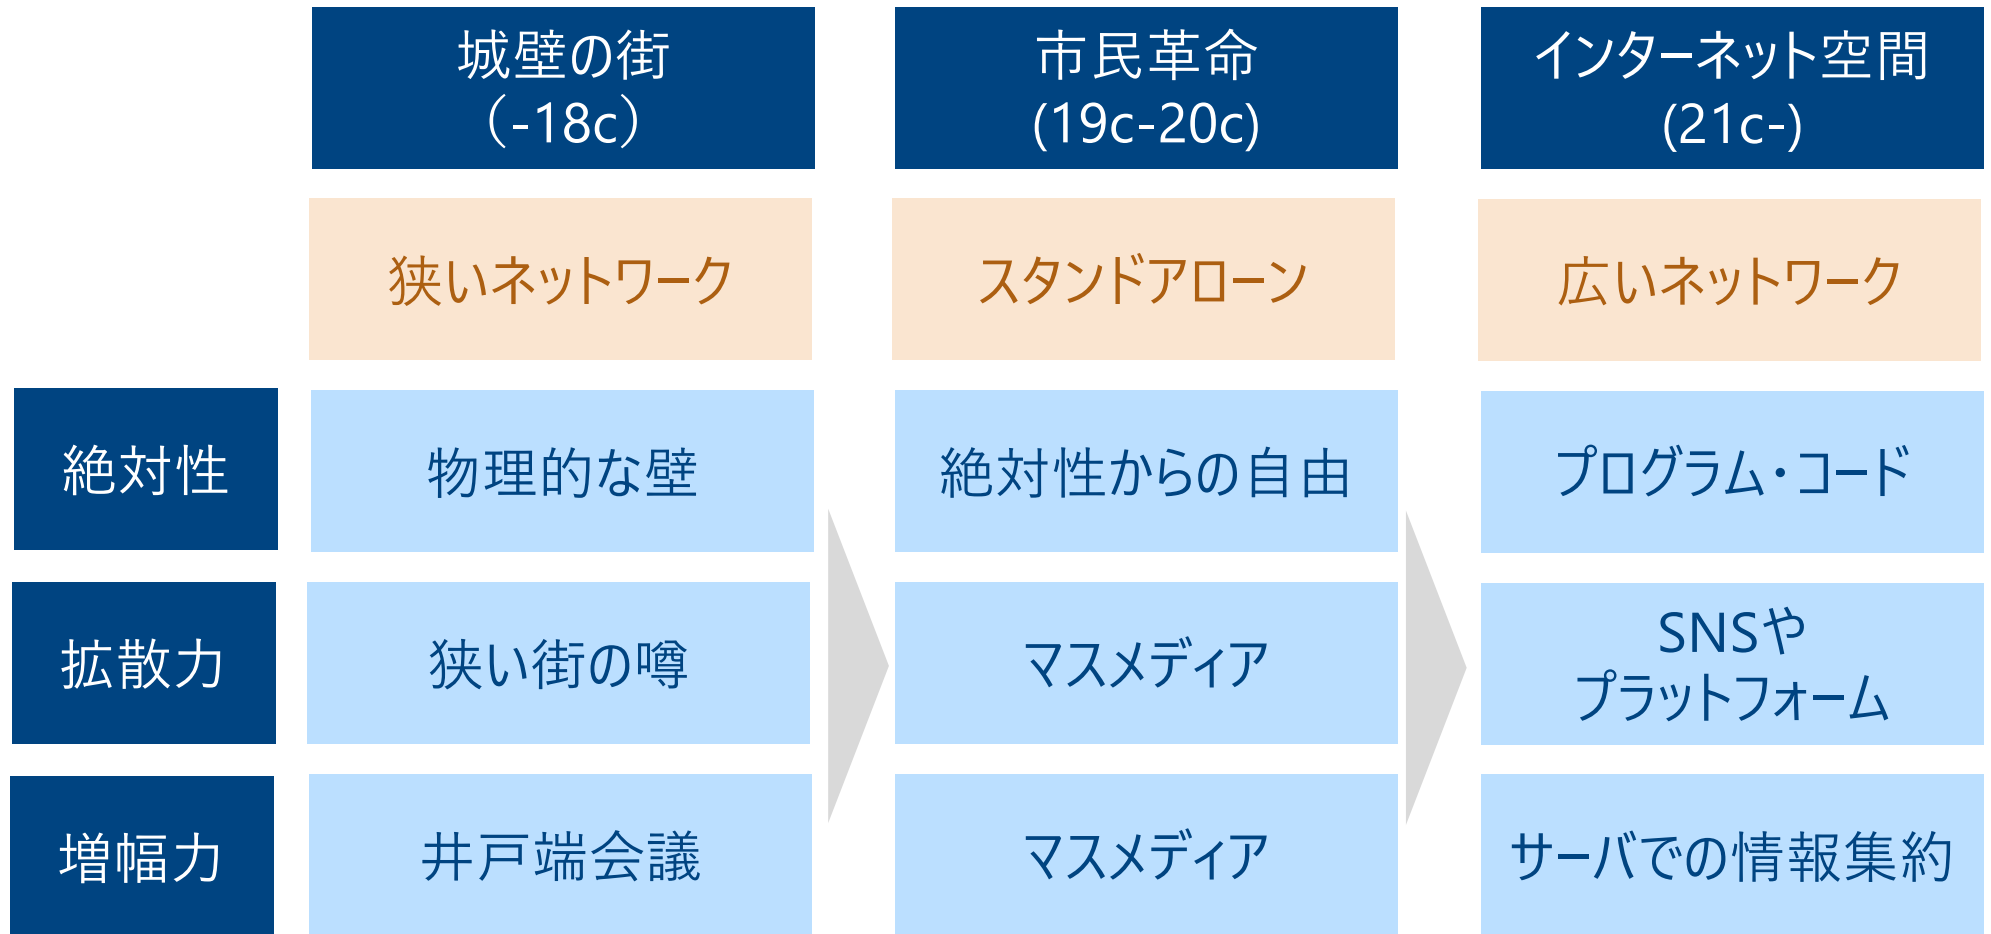 城壁の街
（-18c）
市民革命
(19c-20c)
インターネット空間
(21c-)
狭いネットワーク
スタンドアローン
広いネットワーク
絶対性
物理的な壁
絶対性からの自由
プログラム・コード
拡散力
狭い街の噂
マスメディア
SNSや
プラットフォーム
増幅力
井戸端会議
マスメディア
サーバでの情報集約